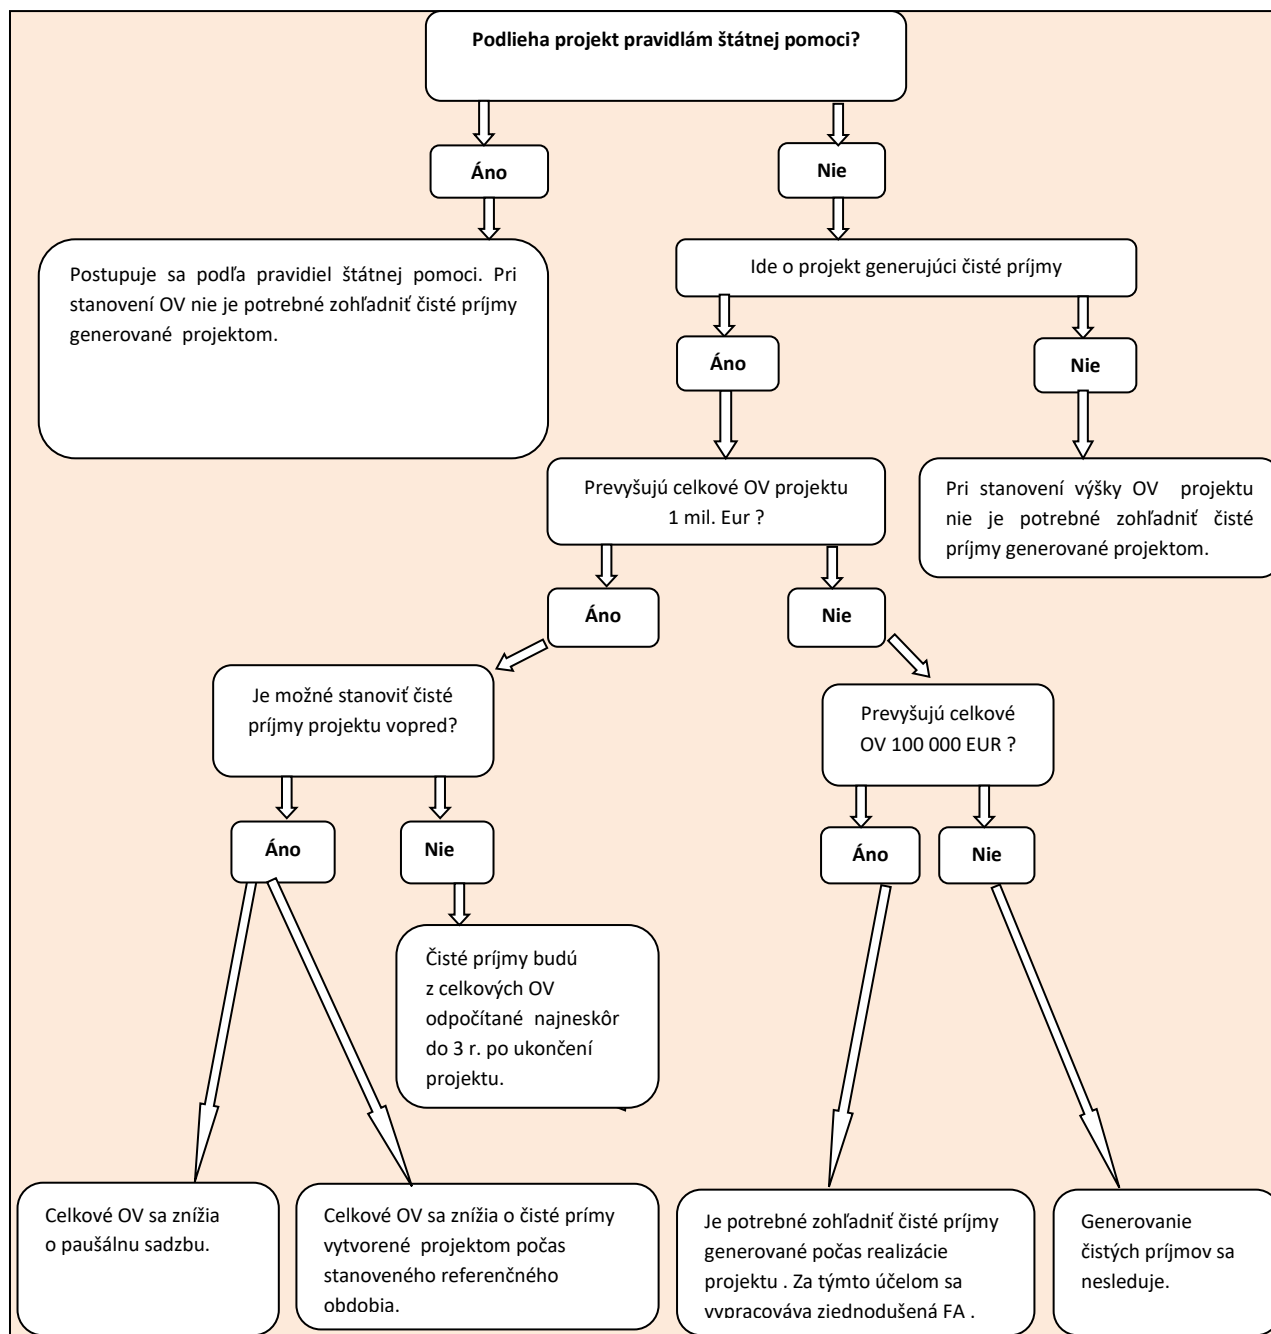 Podlieha projekt pravidlám štátnej pomoci?
Áno
Nie
Postupuje sa podľa pravidiel štátnej pomoci. Pri
stanovení OV nie je potrebné zohľadniť čisté príjmy
generované projektom.
Ide o projekt generujúci čisté príjmy
Áno
Nie
Prevyšujú celkové OV projektu
1 mil. Eur ?
Pri stanovení výšky OV projektu
nie je potrebné zohľadniť čisté
príjmy generované projektom.
Áno
Nie
Je možné stanoviť čisté
príjmy projektu vopred?
Prevyšujú celkové
OV 100 000 EUR ?
Áno
Nie
Áno
Nie
Čisté príjmy budú
z celkových OV
odpočítané najneskôr
do 3 r. po ukončení
projektu.
Celkové OV sa znížia
o paušálnu sadzbu.
Celkové OV sa znížia o čisté prímy
vytvorené projektom počas
stanoveného referenčného
obdobia.
Je potrebné zohľadniť čisté príjmy
generované počas realizácie
projektu . Za týmto účelom sa
vypracováva zjednodušená FA .
Generovanie
čistých príjmov sa
nesleduje.